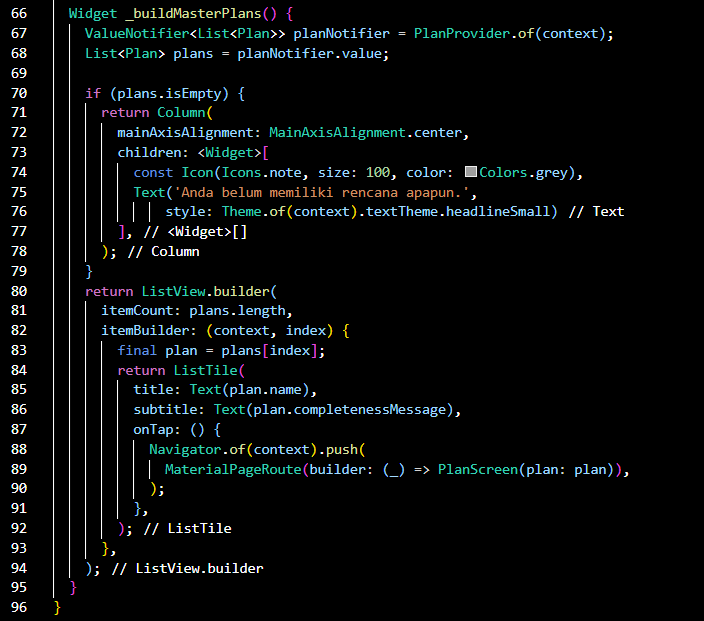 66 Widget _buildMasterPlans() {
67 ValueNotifier<List<Plan>> planNotifier = PlanProvider.of(context);
68 List<Plan> plans = planNotifier.value;
69
70 if (plans.isEmpty) {
71 return Column(
72 mainAxisAlignment: MainAxisAlignment.center,
73 children: <Widget>[
74 const Icon(Icons.note, size: 100, color: Colors.grey),
75 Text('Anda belum memiliki rencana apapun.',
76 style: Theme.of(context).textTheme.headlineSmall) // Text
77 ], // <Widget>[]
78 ); // Column
79 }
80 return ListView.builder(
81 itemCount: plans.length,
82 itemBuilder: (context, index) {
83 final plan = plans[index];
84 return ListTile(
85 title: Text(plan.name),
86 subtitle: Text(plan.completenessMessage),
87 onTap: () {
88 Navigator.of(context).push(
89 MaterialPageRoute(builder: (_) => PlanScreen(plan: plan)),
90 );
91 },
92 ); // ListTile
93 },
94 ); // ListView.builder
95 }
96 }